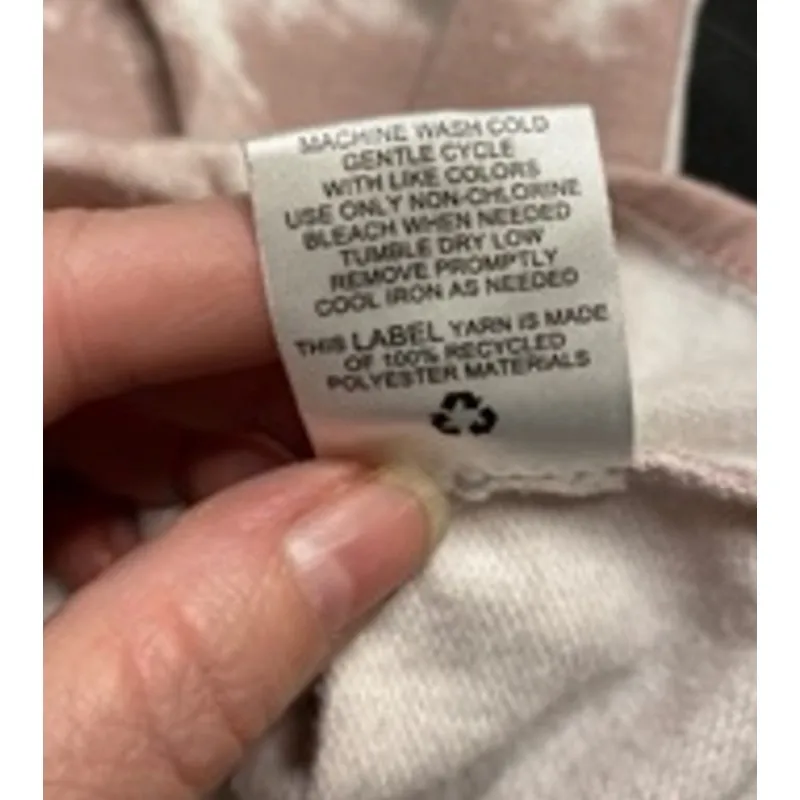 MACHINE WASH COLD
GENTLE CYCLE
WITH LIKE COLORS
USE ONLY NON-CHLORINE
BLEACH WHEN NEEDED
TUMBLE DRY LOW
REMOVE PROMPTLY
COOL IRON AS NEEDED
THIS LABEL YARN IS MADE
OF 100% RECYCLED
POLYESTER MATERIALS